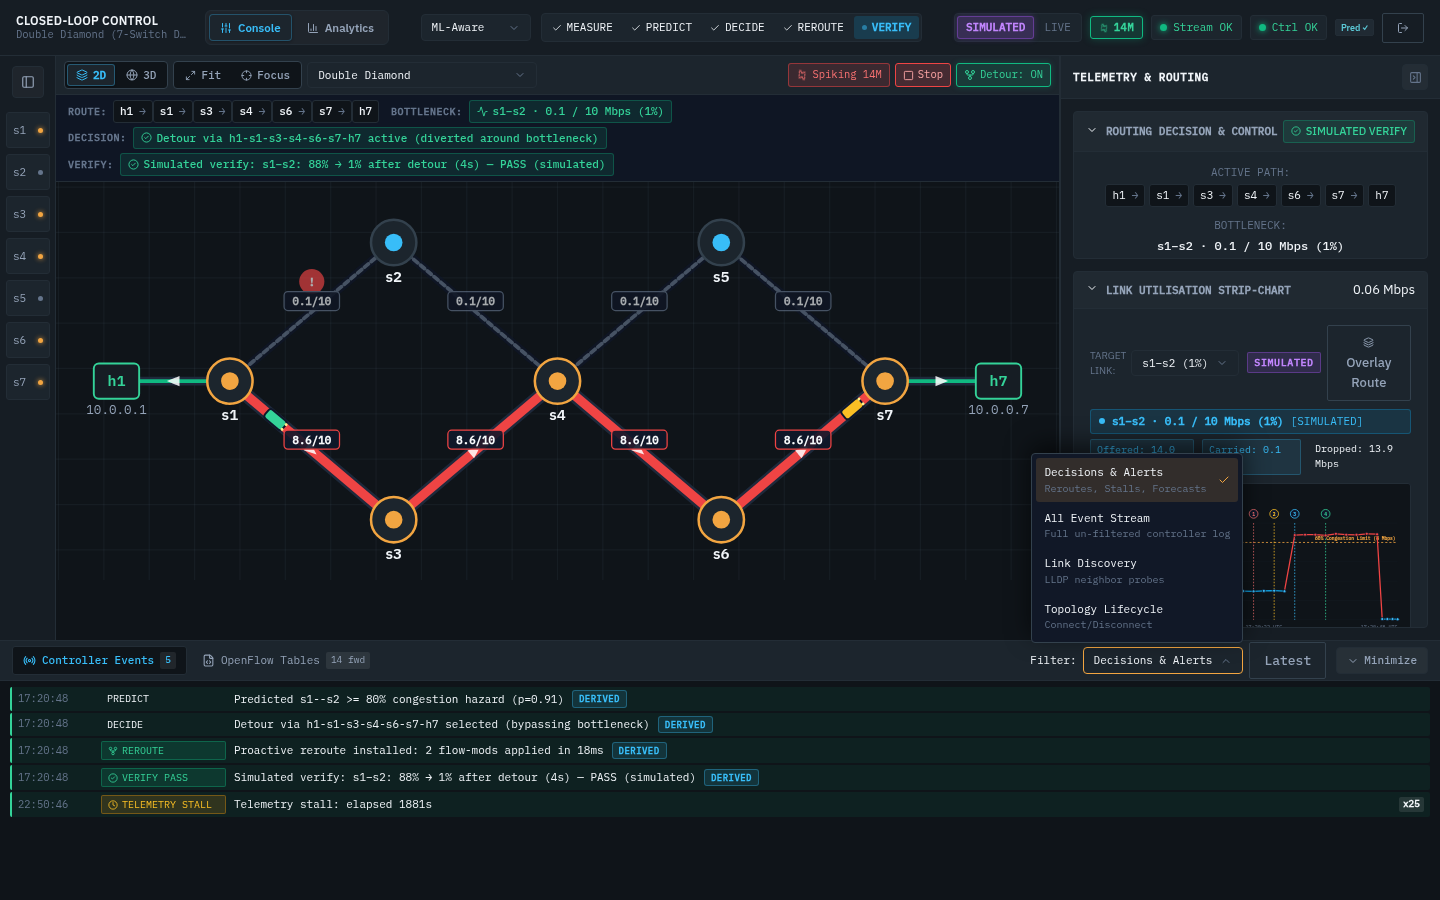 CLOSED-LOOP CONTROL
Double Diamond (7-Switch D…
Console
Analytics
ML-Aware
MEASURE
PREDICT
DECIDE
REROUTE
VERIFY
SIMULATED
LIVE
14M
Stream OK
Ctrl OK
Pred ✓
2D
3D
Fit
Focus
Double Diamond
Spiking 14M
Stop
Detour: ON
TELEMETRY & ROUTING
s1
s2
s3
s4
s5
s6
s7
ROUTE: h1 → s1 → s3 → s4 → s6 → s7 → h7 BOTTLENECK: s1–s2 · 0.1 / 10 Mbps (1%)
DECISION: Detour via h1-s1-s3-s4-s6-s7-h7 active (diverted around bottleneck)
VERIFY: Simulated verify: s1–s2: 88% → 1% after detour (4s) — PASS (simulated)
s2
s5
!
0.1/10
0.1/10
0.1/10
0.1/10
h1
10.0.0.1
s1
s4
s7
h7
10.0.0.7
8.6/10
8.6/10
8.6/10
8.6/10
s3
s6
ROUTING DECISION & CONTROL
SIMULATED VERIFY
ACTIVE PATH:
h1 → s1 → s3 → s4 → s6 → s7 → h7
BOTTLENECK:
s1–s2 · 0.1 / 10 Mbps (1%)
LINK UTILISATION STRIP-CHART
0.06 Mbps
TARGET
LINK:
s1–s2 (1%)
SIMULATED
Overlay
Route
s1–s2 · 0.1 / 10 Mbps (1%) [SIMULATED]
Offered: 14.0
Carried: 0.1
Dropped: 13.9
Mbps
1
2
3
4
80% Congestion Limit (8 Mbps)
Decisions & Alerts
Reroutes, Stalls, Forecasts
All Event Stream
Full un-filtered controller log
Link Discovery
LLDP neighbor probes
Topology Lifecycle
Connect/Disconnect
Controller Events 5
OpenFlow Tables 14 fwd
Filter: Decisions & Alerts
Latest
Minimize
17:20:48 PREDICT Predicted s1--s2 >= 80% congestion hazard (p=0.91) DERIVED
17:20:48 DECIDE Detour via h1-s1-s3-s4-s6-s7-h7 selected (bypassing bottleneck) DERIVED
17:20:48 REROUTE Proactive reroute installed: 2 flow-mods applied in 18ms DERIVED
17:20:48 VERIFY PASS Simulated verify: s1–s2: 88% → 1% after detour (4s) — PASS (simulated) DERIVED
22:50:46 TELEMETRY STALL Telemetry stall: elapsed 1881s x25